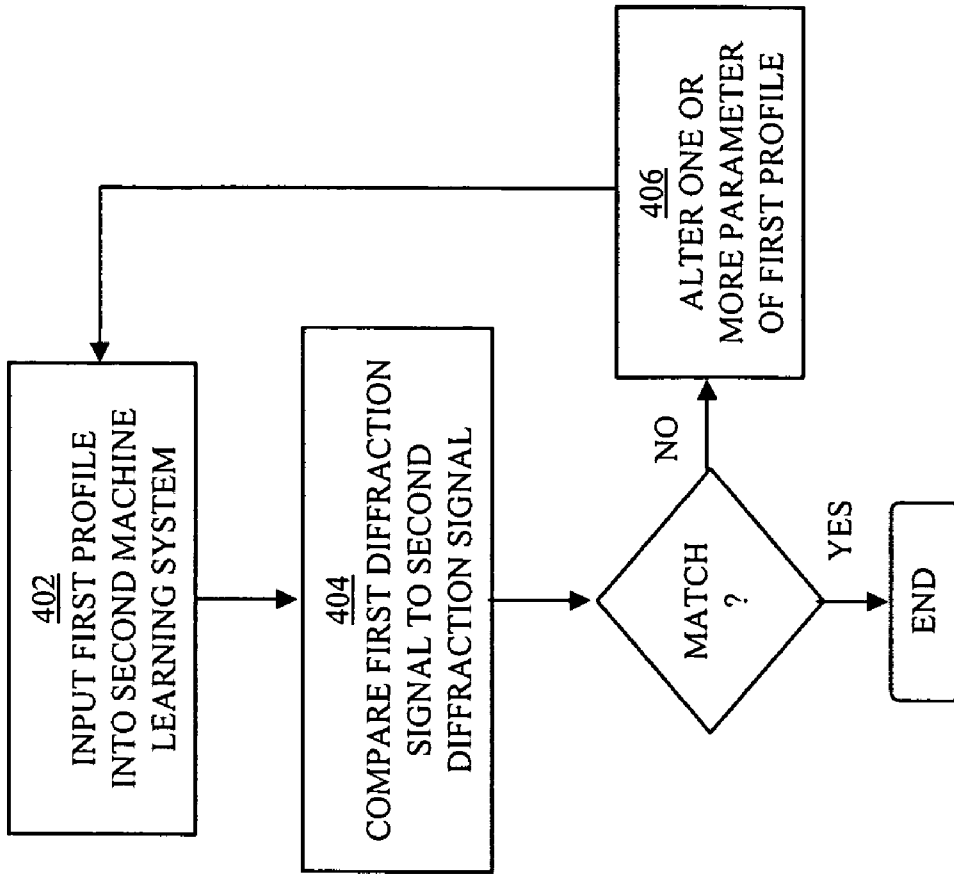 402
INPUT FIRST PROFILE
INTO SECOND MACHINE
LEARNING SYSTEM
404
COMPARE FIRST DIFFRACTION
SIGNAL TO SECOND
DIFFRACTION SIGNAL
MATCH
?
NO
406
ALTER ONE OR
MORE PARAMETER
OF FIRST PROFILE
YES
END